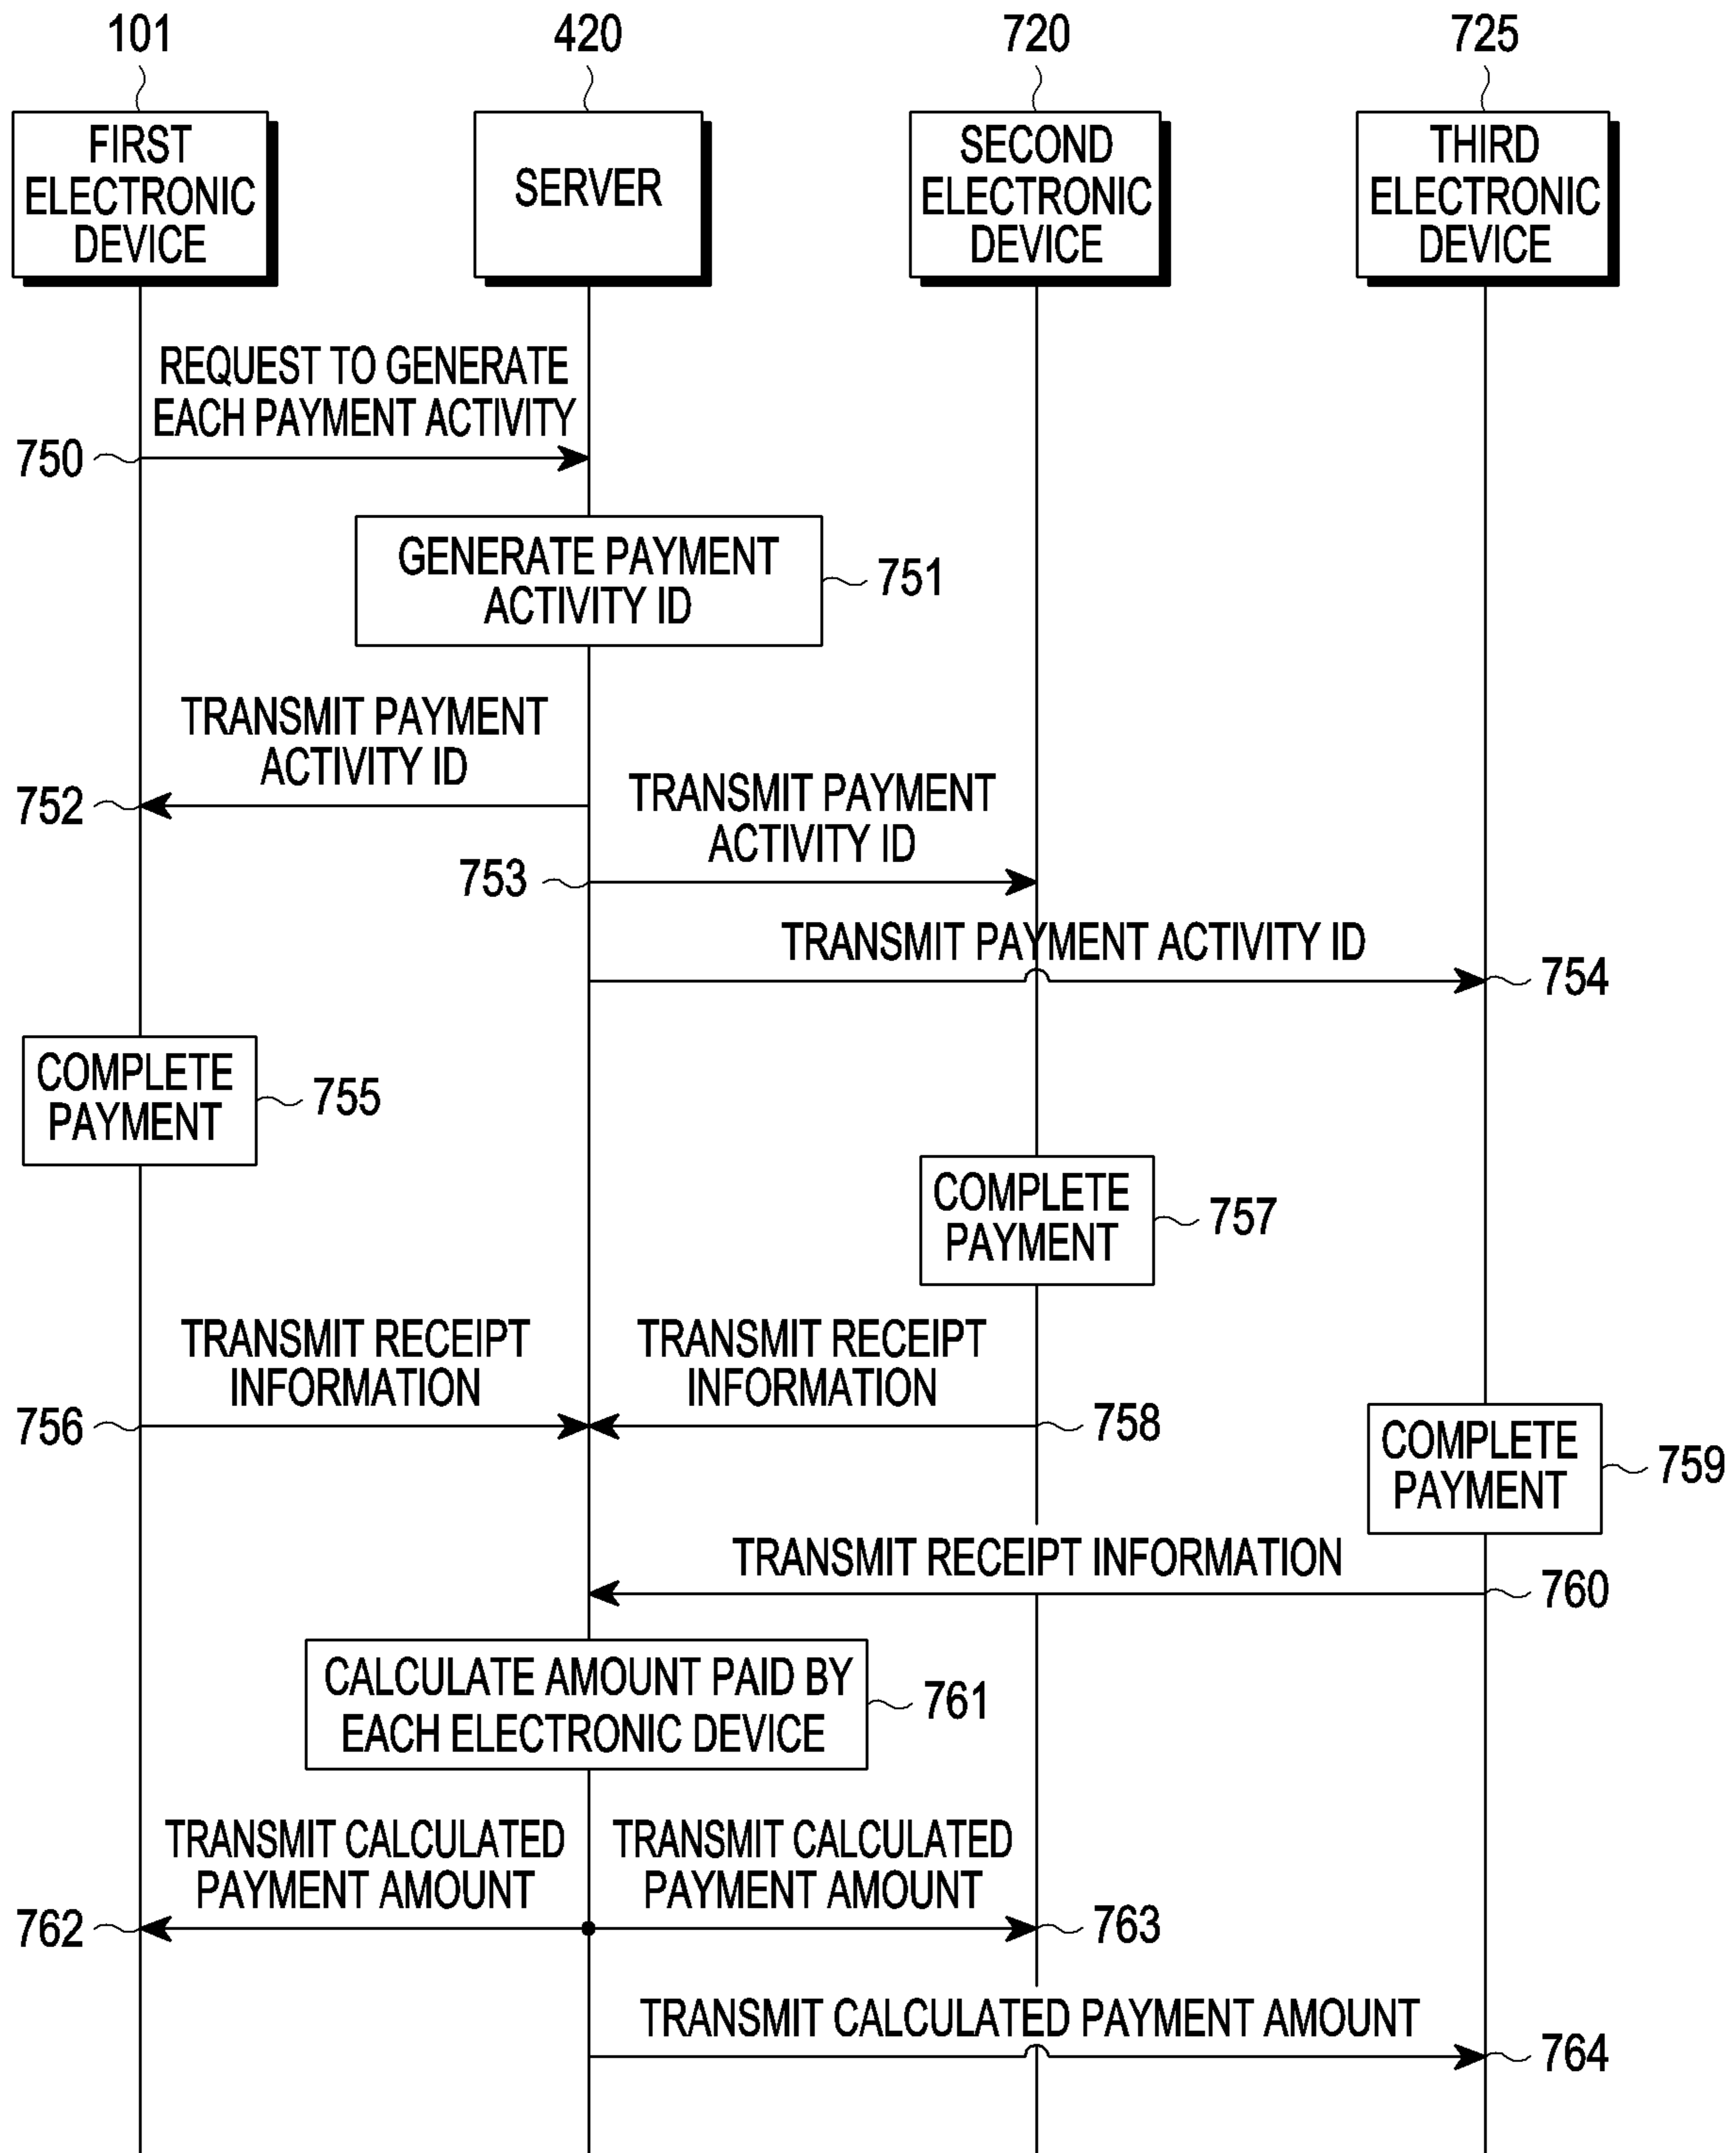 101
420
720
725
FIRST
ELECTRONIC
DEVICE
SERVER
SECOND
ELECTRONIC
DEVICE
THIRD
ELECTRONIC
DEVICE
REQUEST TO GENERATE
EACH PAYMENT ACTIVITY
750
GENERATE PAYMENT
ACTIVITY ID
751
TRANSMIT PAYMENT
ACTIVITY ID
752
TRANSMIT PAYMENT
ACTIVITY ID
753
TRANSMIT PAYMENT ACTIVITY ID
754
COMPLETE
PAYMENT
755
COMPLETE
PAYMENT
757
TRANSMIT RECEIPT
INFORMATION
756
TRANSMIT RECEIPT
INFORMATION
758
COMPLETE
PAYMENT
759
TRANSMIT RECEIPT INFORMATION
760
CALCULATE AMOUNT PAID BY
EACH ELECTRONIC DEVICE
761
TRANSMIT CALCULATED
PAYMENT AMOUNT
762
TRANSMIT CALCULATED
PAYMENT AMOUNT
763
TRANSMIT CALCULATED PAYMENT AMOUNT
764